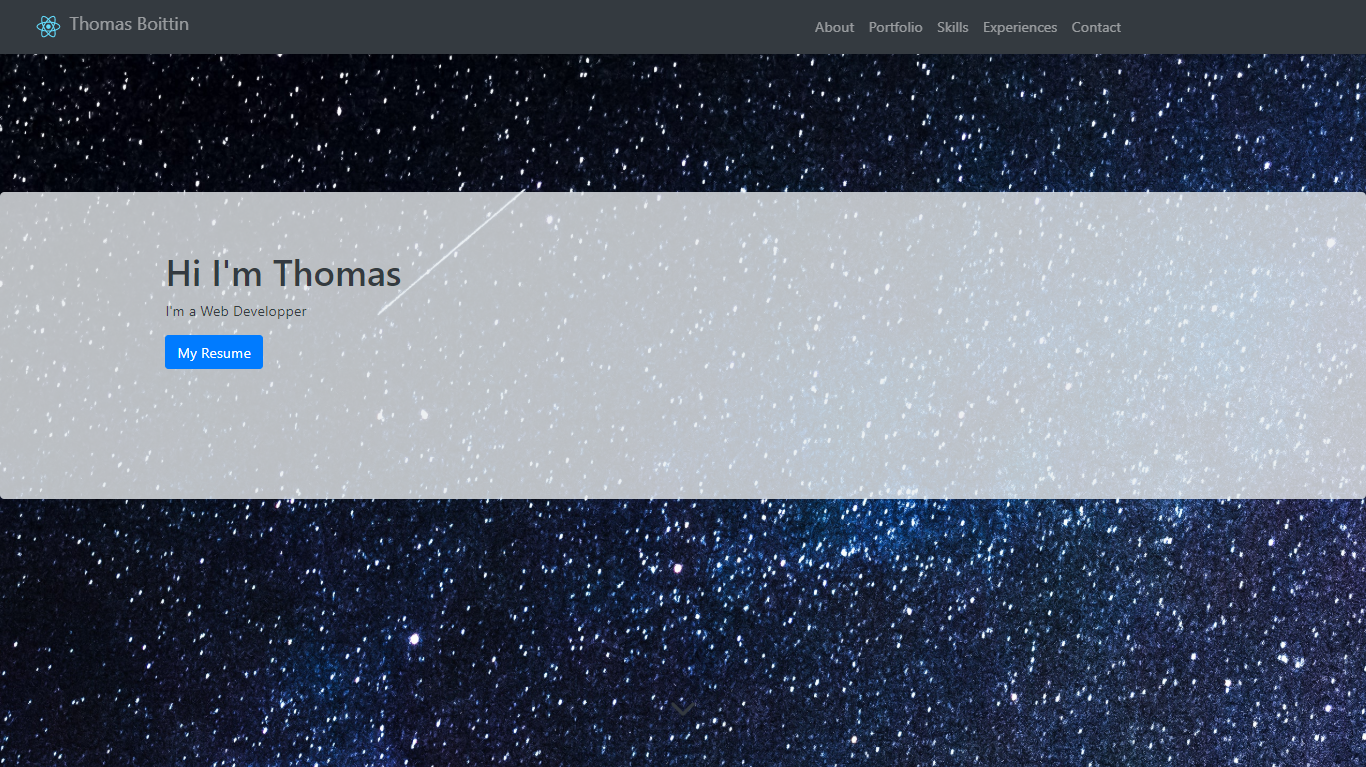 Thomas Boittin
About Portfolio Skills Experiences Contact
Hi I'm Thomas
I'm a Web Developper
My Resume